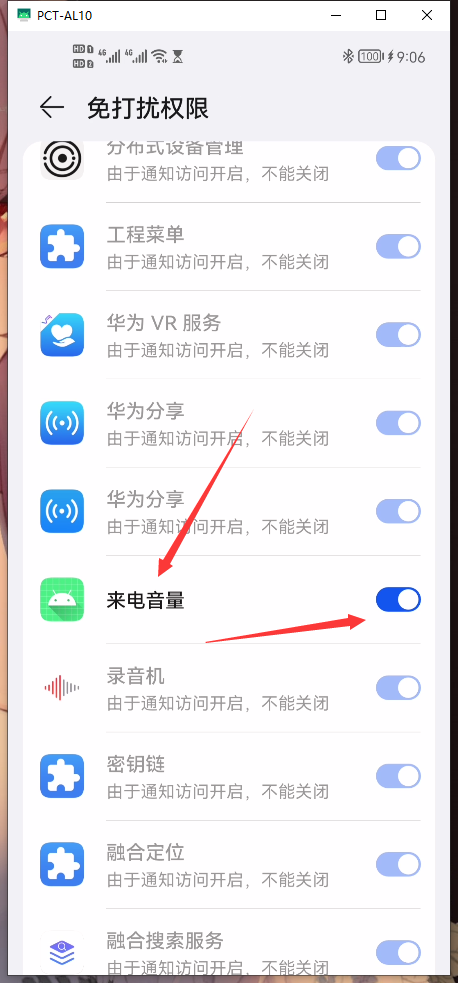 PCT-AL10
HD 1 4G 4G 100 9:06
HD 2
免打扰权限
分布式设备管理
由于通知访问开启，不能关闭
工程菜单
由于通知访问开启，不能关闭
华为 VR 服务
由于通知访问开启，不能关闭
华为分享
由于通知访问开启，不能关闭
华为分享
由于通知访问开启，不能关闭
来电音量
录音机
由于通知访问开启，不能关闭
密钥链
由于通知访问开启，不能关闭
融合定位
由于通知访问开启，不能关闭
融合搜索服务
由于通知访问开启，不能关闭